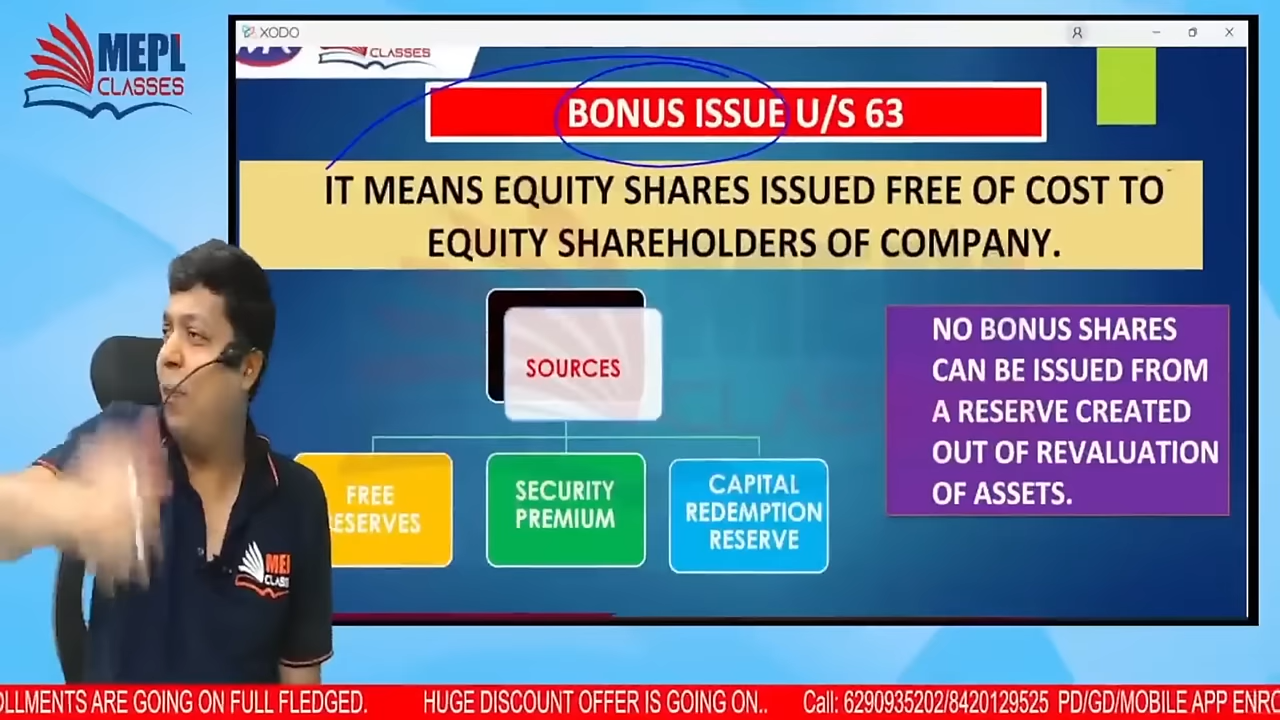 MEPL
CLASSES
XODO
CLASSES
BONUS ISSUE U/S 63
IT MEANS EQUITY SHARES ISSUED FREE OF COST TO
EQUITY SHAREHOLDERS OF COMPANY.
SOURCES
FREE
ESERVES
SECURITY
PREMIUM
CAPITAL
REDEMPTION
RESERVE
NO BONUS SHARES
CAN BE ISSUED FROM
A RESERVE CREATED
OUT OF REVALUATION
OF ASSETS.
MEPL
CLASSES
OLLMENTS ARE GOING ON FULL FLEDGED. HUGE DISCOUNT OFFER IS GOING ON.. Call: 6290935202/8420129525 PD/GD/MOBILE APP ENRO